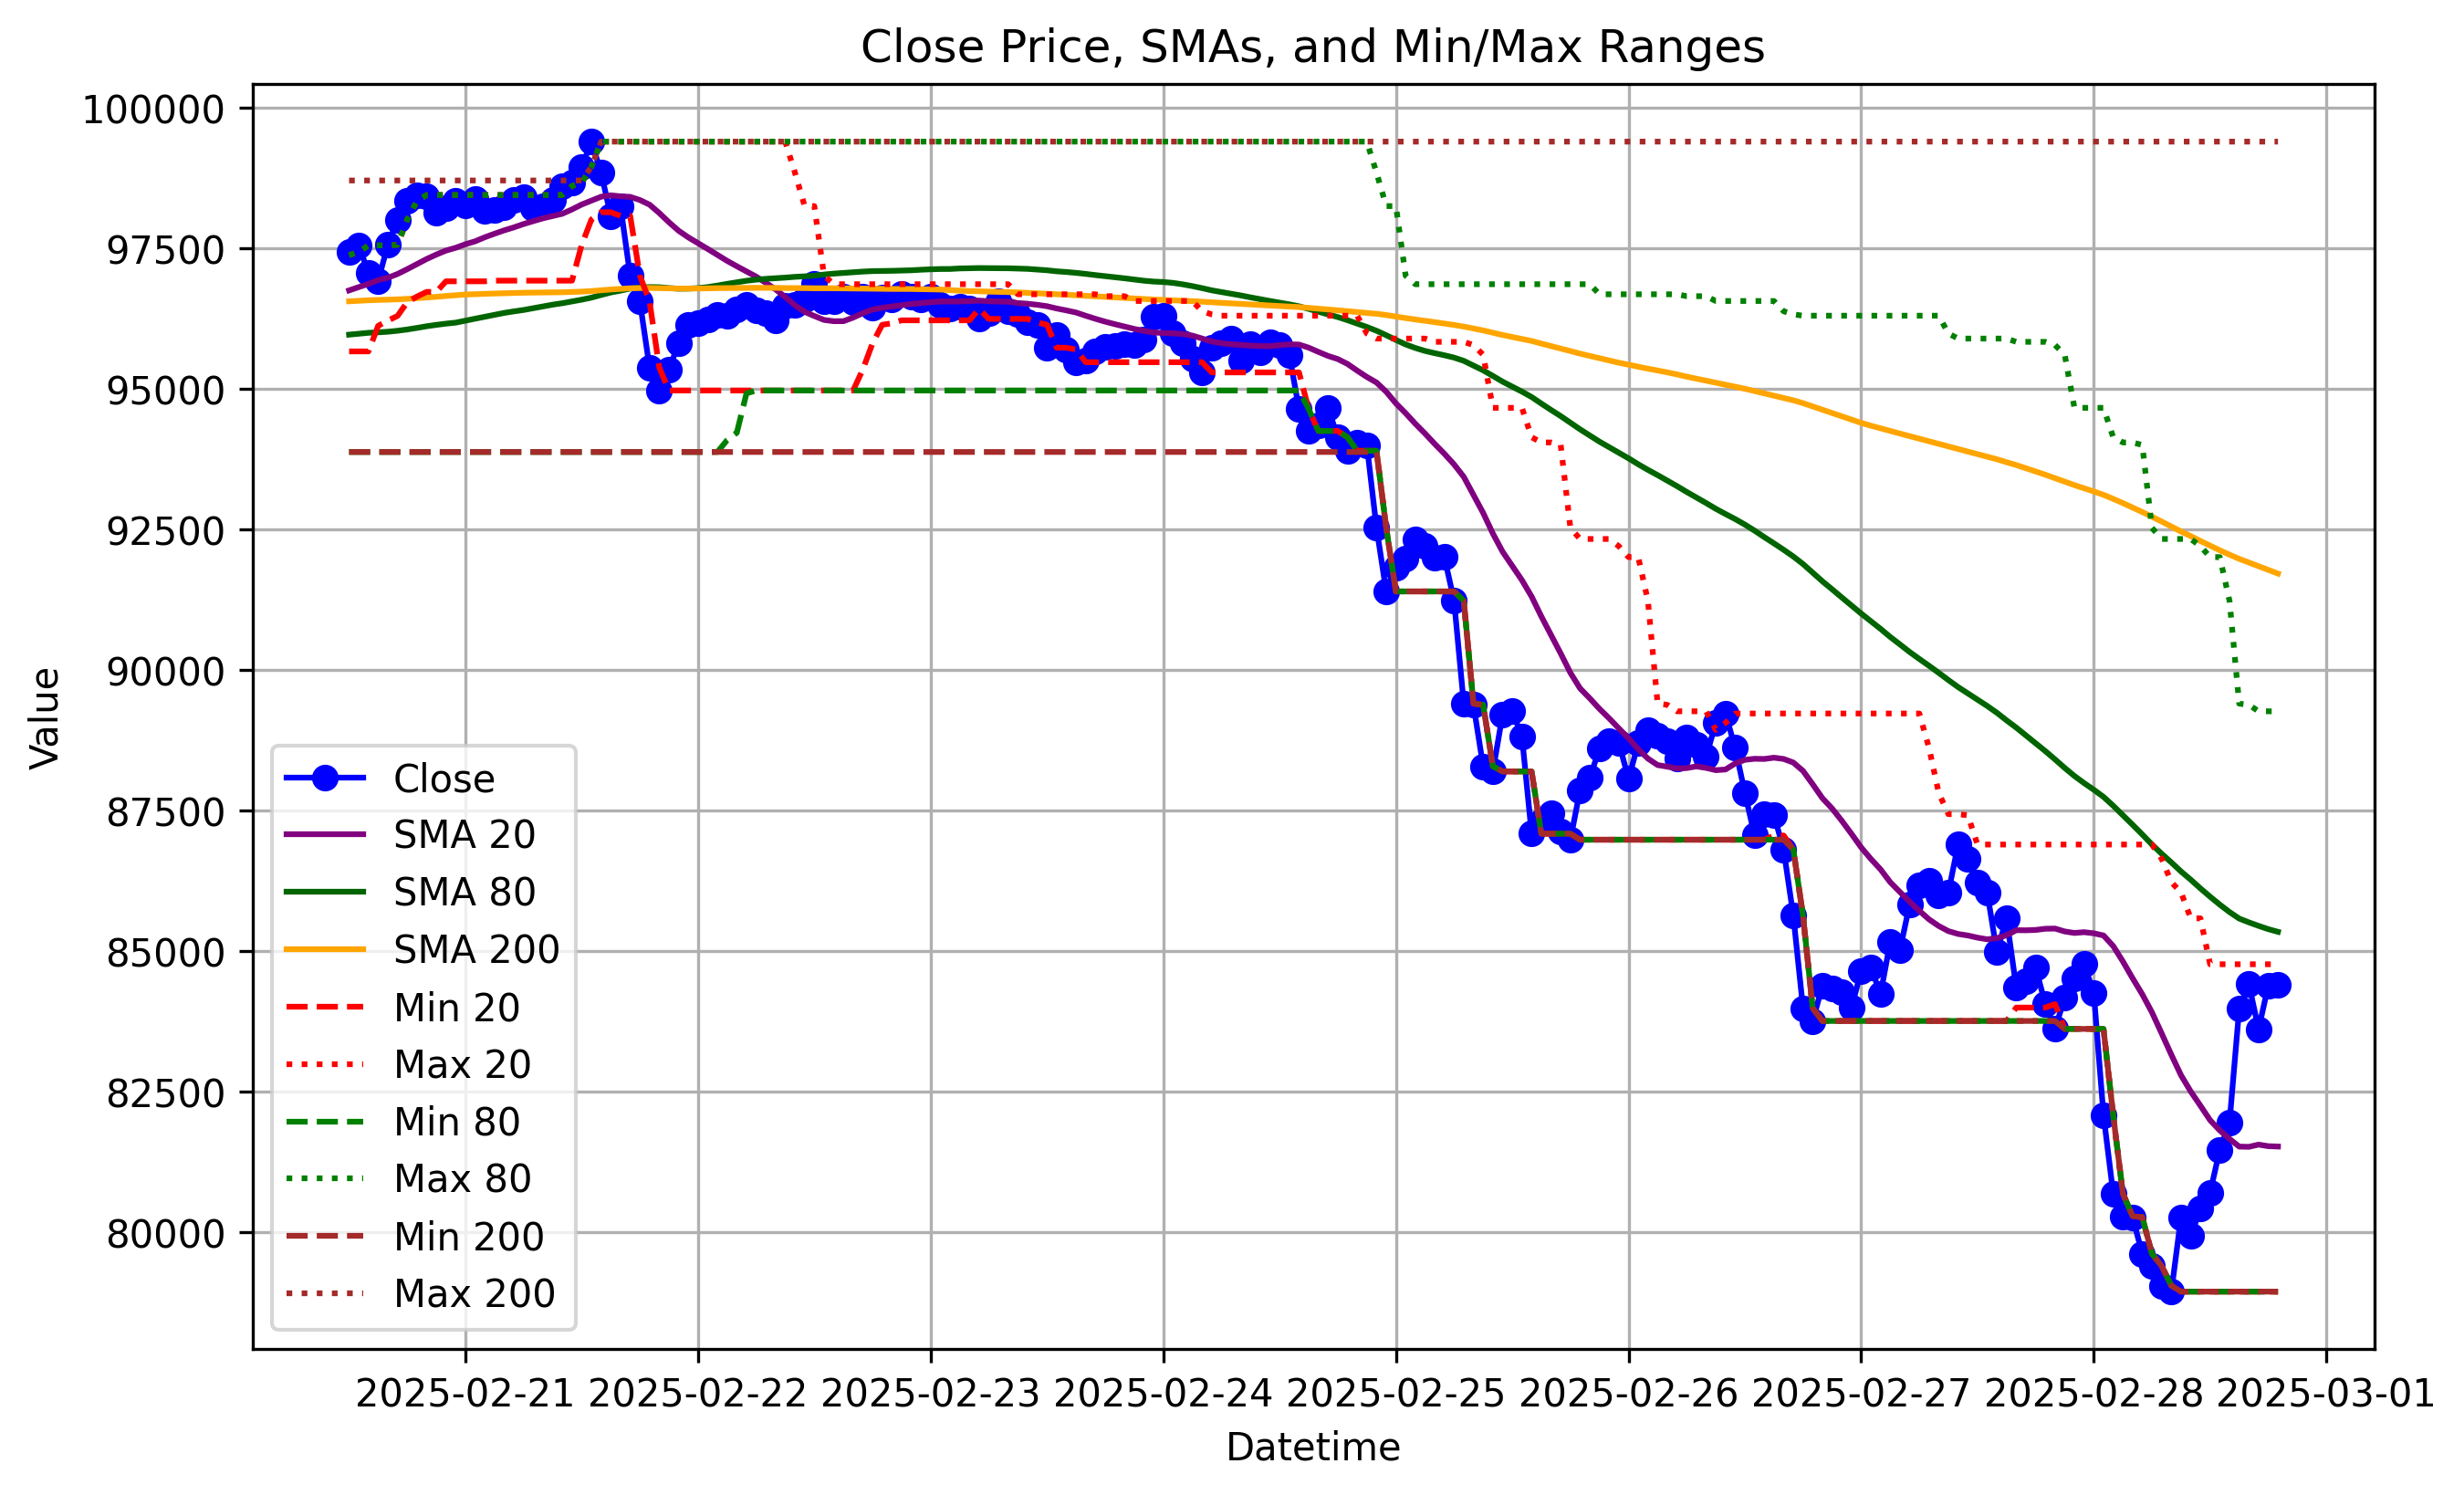 Close Price, SMAs, and Min/Max Ranges
100000
97500
95000
92500
90000
87500
85000
82500
80000
Value
Close
SMA 20
SMA 80
SMA 200
Min 20
Max 20
Min 80
Max 80
Min 200
Max 200
2025-02-21 2025-02-22 2025-02-23 2025-02-24 2025-02-25 2025-02-26 2025-02-27 2025-02-28 2025-03-01
Datetime